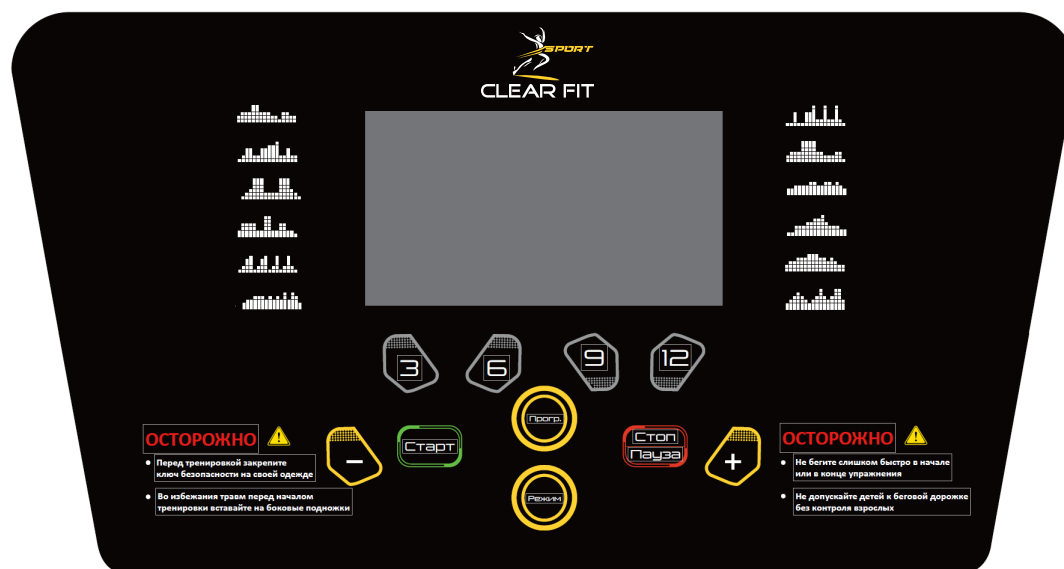 SPORT
CLEAR FIT
3
6
9
12
Прогр.
Старт
Стоп
Пауза
–
+
Режим
ОСТОРОЖНО
Перед тренировкой закрепите
ключ безопасности на своей одежде
Во избежания травм перед началом
тренировки вставайте на боковые подножки
ОСТОРОЖНО
Не бегите слишком быстро в начале
или в конце упражнения
Не допускайте детей к беговой дорожке
без контроля взрослых